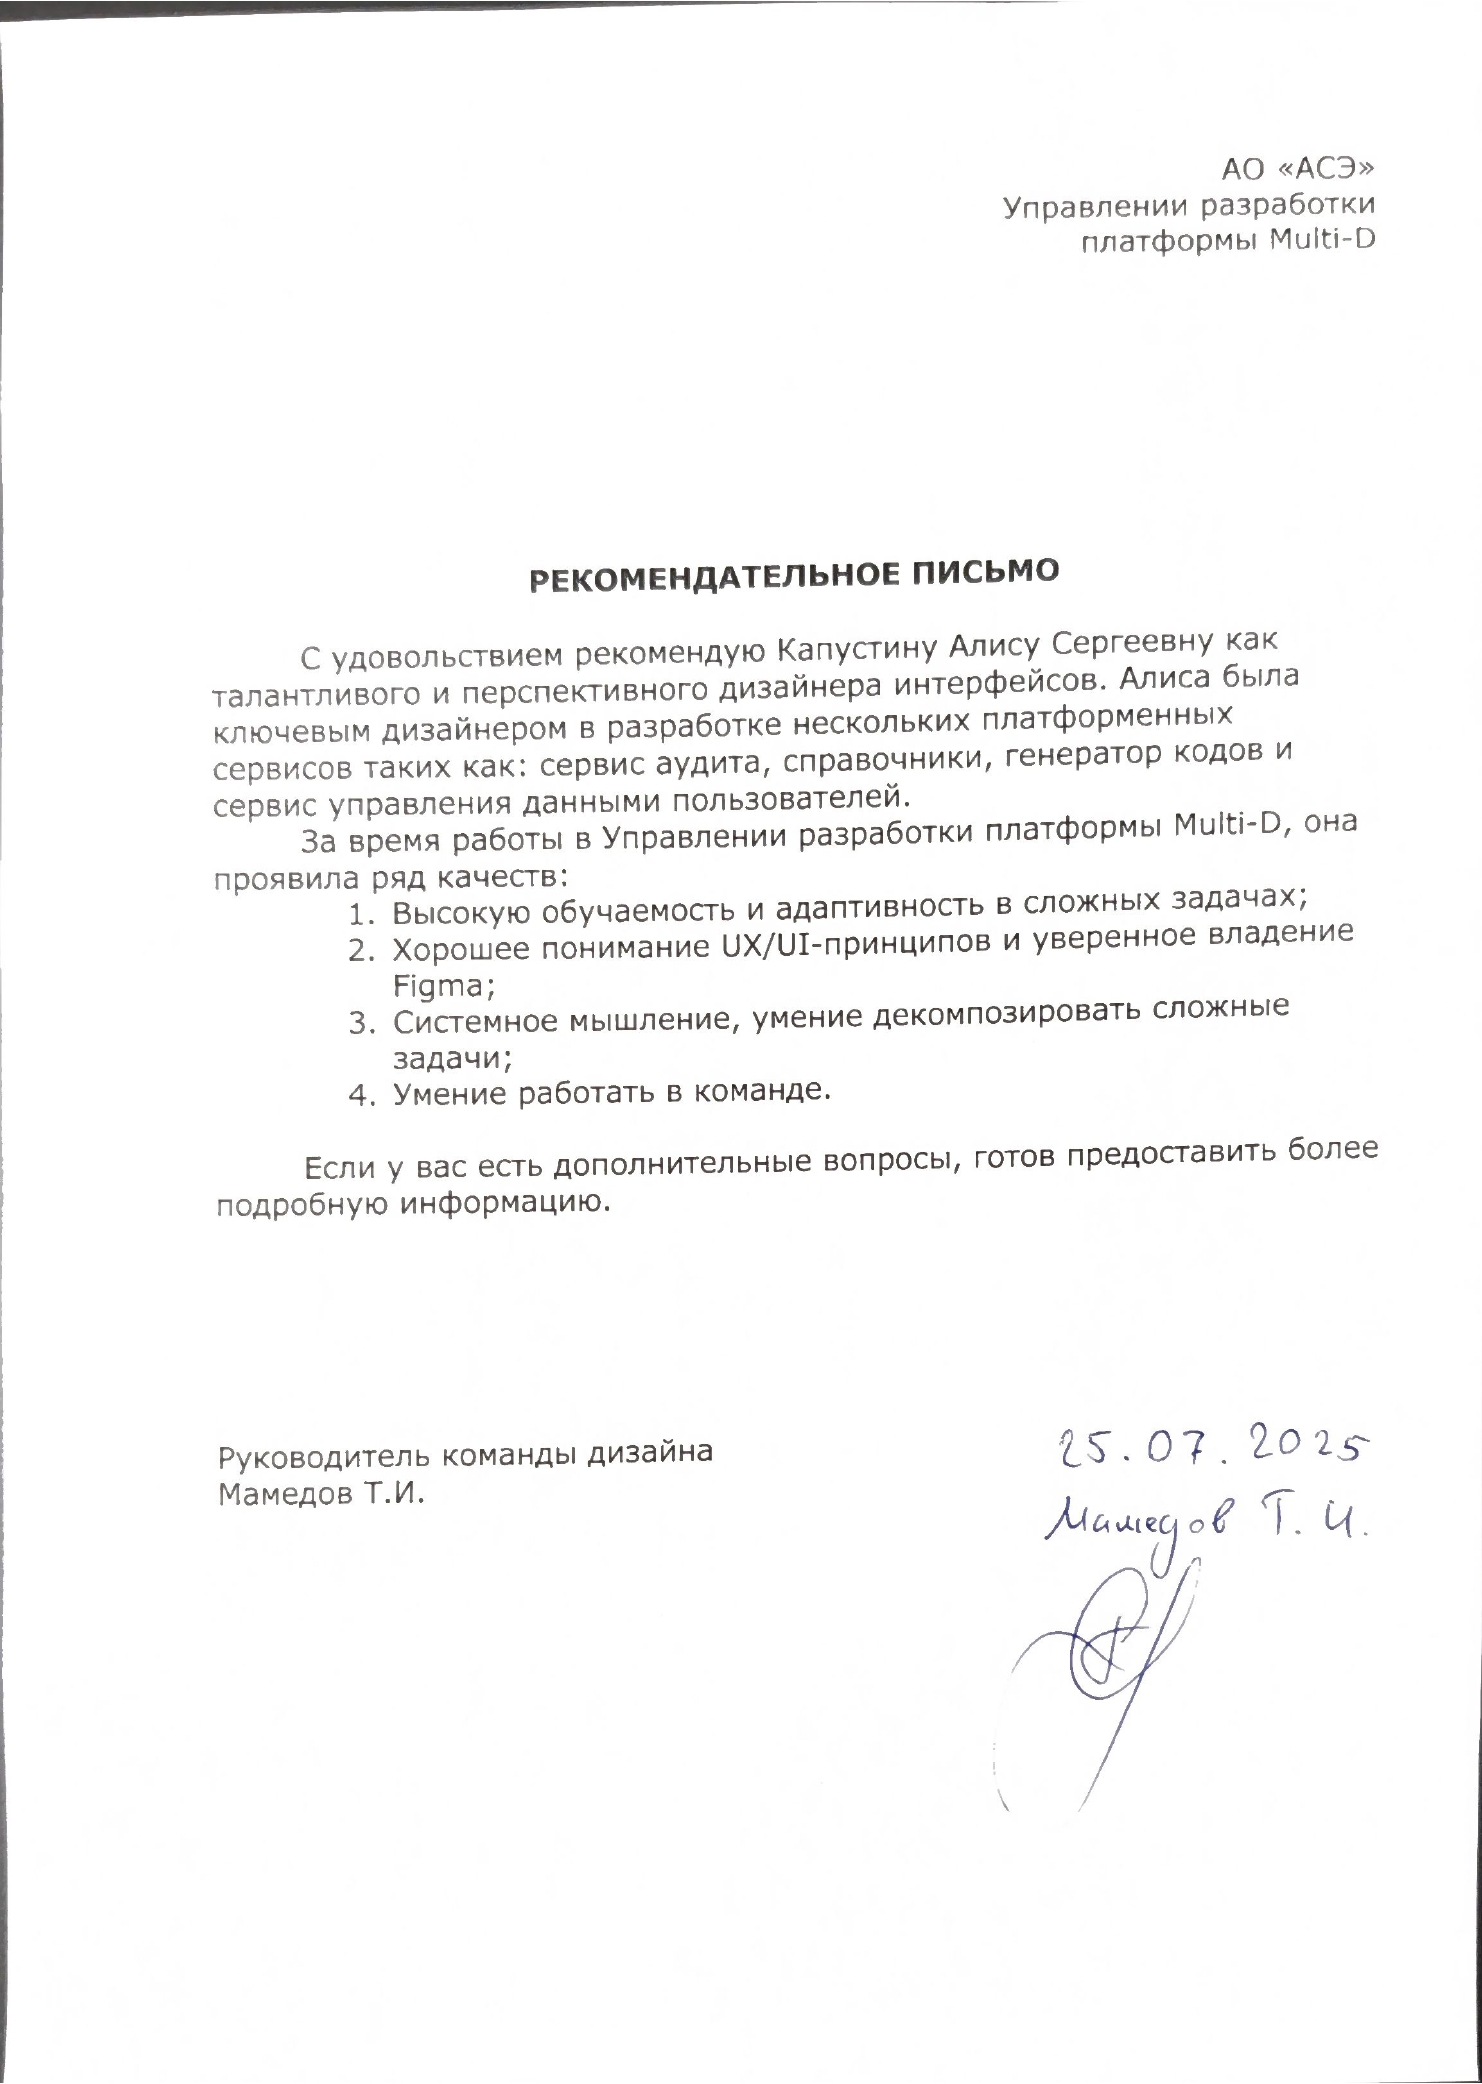 АО «АСЭ»
Управлении разработки
платформы Multi-D
РЕКОМЕНДАТЕЛЬНОЕ ПИСЬМО
С удовольствием рекомендую Капустину Алису Сергеевну как
талантливого и перспективного дизайнера интерфейсов. Алиса была
ключевым дизайнером в разработке нескольких платформенных
сервисов таких как: сервис аудита, справочники, генератор кодов и
сервис управления данными пользователей.
За время работы в Управлении разработки платформы Multi-D, она
проявила ряд качеств:
1. Высокую обучаемость и адаптивность в сложных задачах;
2. Хорошее понимание UX/UI-принципов и уверенное владение
Figma;
3. Системное мышление, умение декомпозировать сложные
задачи;
4. Умение работать в команде.
Если у вас есть дополнительные вопросы, готов предоставить более
подробную информацию.
Руководитель команды дизайна
Мамедов Т.И.
25.07.2025
Мамедов Т.И.